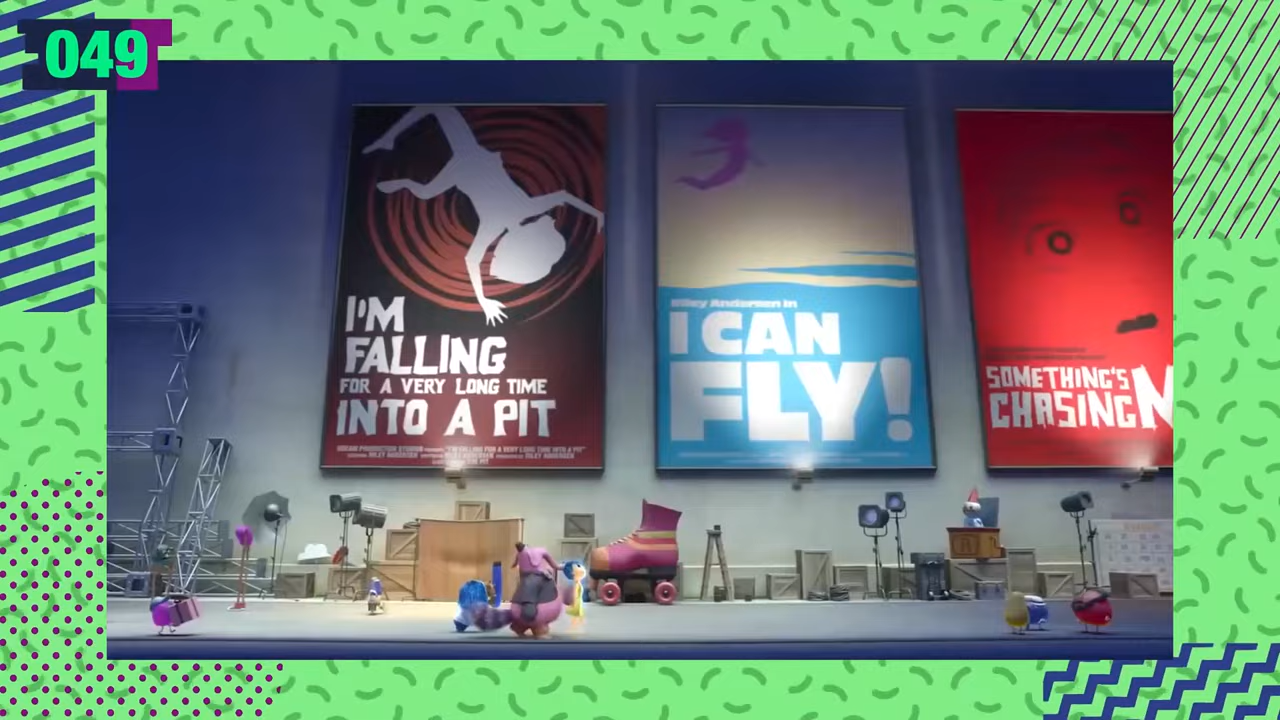 049
I'M
FALLING
FOR A VERY LONG TIME
INTO A PIT
Riley Andersen in
I CAN
FLY!
SOMETHING'S
CHASING